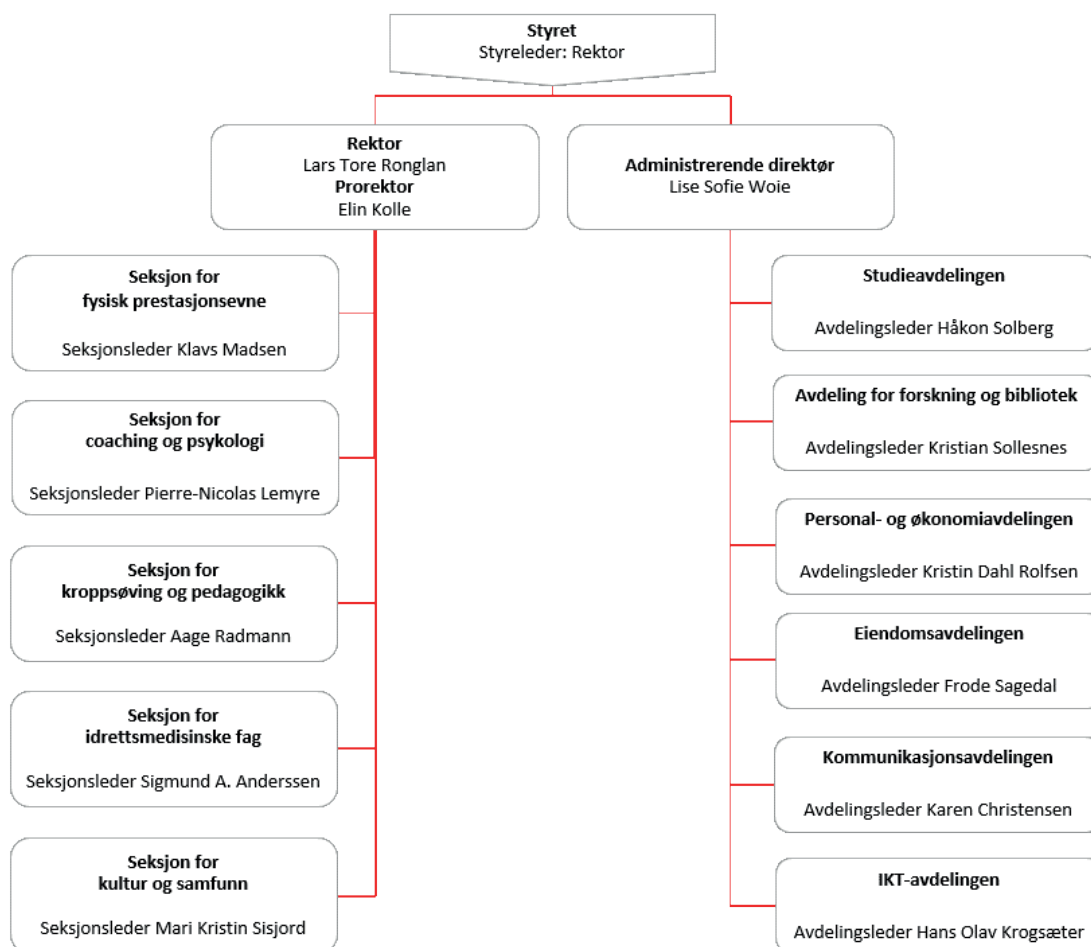 Styret
Styreleder: Rektor
Rektor
Lars Tore Ronglan
Prorektor
Elin Kolle
Administrerende direktør
Lise Sofie Woie
Seksjon for
fysisk prestasjonsevne
Seksjonsleder Klavs Madsen
Seksjon for
coaching og psykologi
Seksjonsleder Pierre-Nicolas Lemyre
Seksjon for
kroppsøving og pedagogikk
Seksjonsleder Aage Radmann
Seksjon for
idrettsmedisinske fag
Seksjonsleder Sigmund A. Anderssen
Seksjon for
kultur og samfunn
Seksjonsleder Mari Kristin Sisjord
Studieavdelingen
Avdelingsleder Håkon Solberg
Avdeling for forskning og bibliotek
Avdelingsleder Kristian Sollesnes
Personal- og økonomiavdelingen
Avdelingsleder Kristin Dahl Rolfsen
Eiendomsavdelingen
Avdelingsleder Frode Sagedal
Kommunikasjonsavdelingen
Avdelingsleder Karen Christensen
IKT-avdelingen
Avdelingsleder Hans Olav Krogsæter